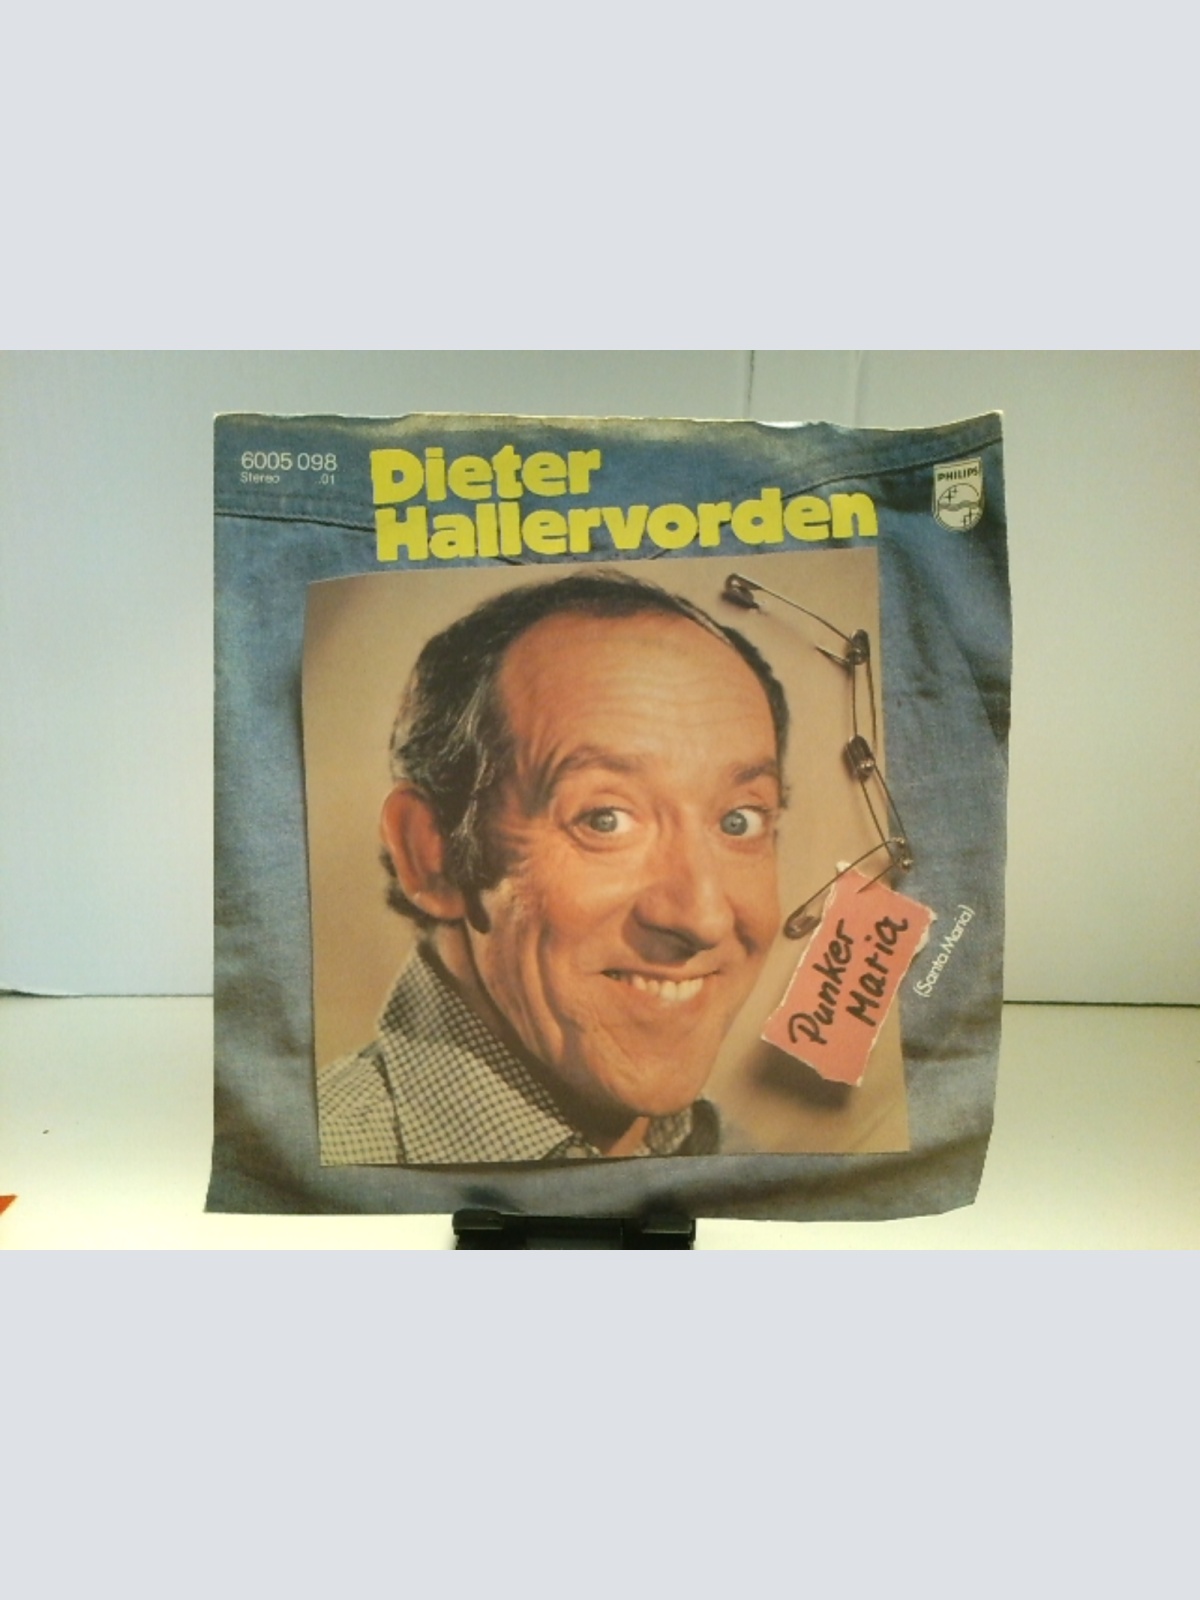 6005 098
Stereo .01
Dieter
Hallervorden
PHILIPS
Punker
Maria
(Santa Maria)